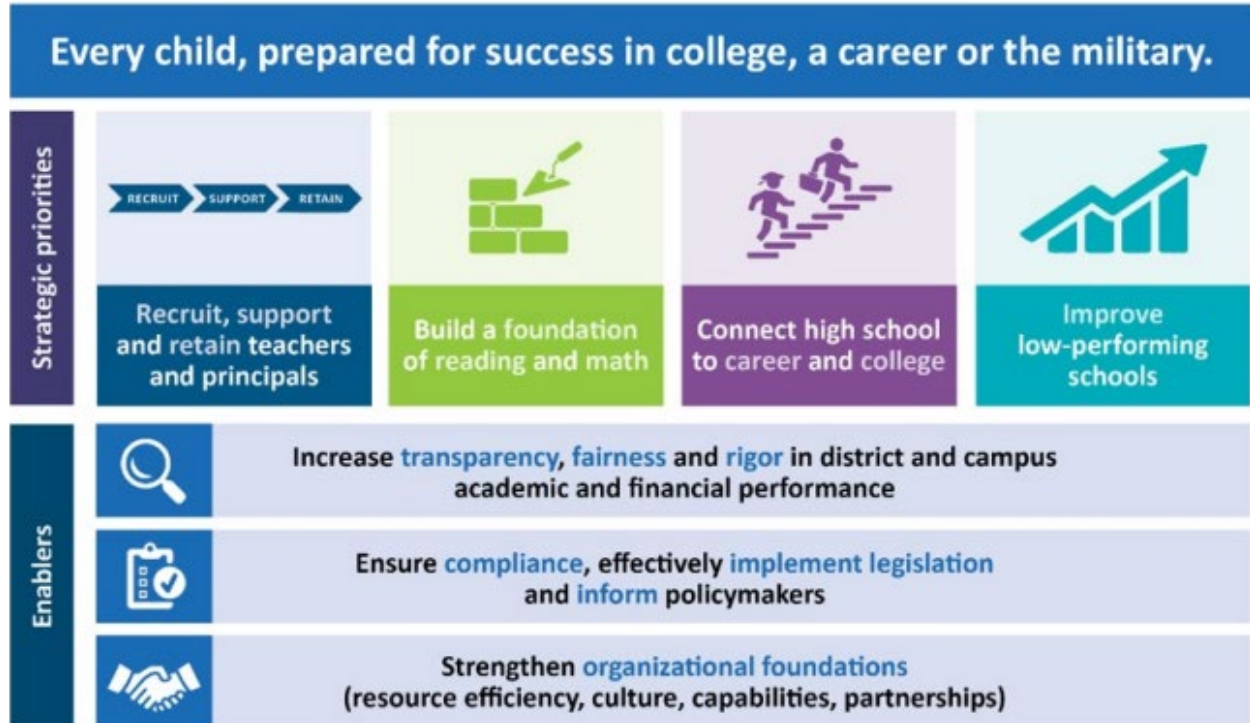 Every child, prepared for success in college, a career or the military.
Strategic priorities
RECRUIT SUPPORT RETAIN
Recruit, support
and retain teachers
and principals
Build a foundation
of reading and math
Connect high school
to career and college
Improve
low-performing
schools
Enablers
Increase transparency, fairness and rigor in district and campus
academic and financial performance
Ensure compliance, effectively implement legislation
and inform policymakers
Strengthen organizational foundations
(resource efficiency, culture, capabilities, partnerships)